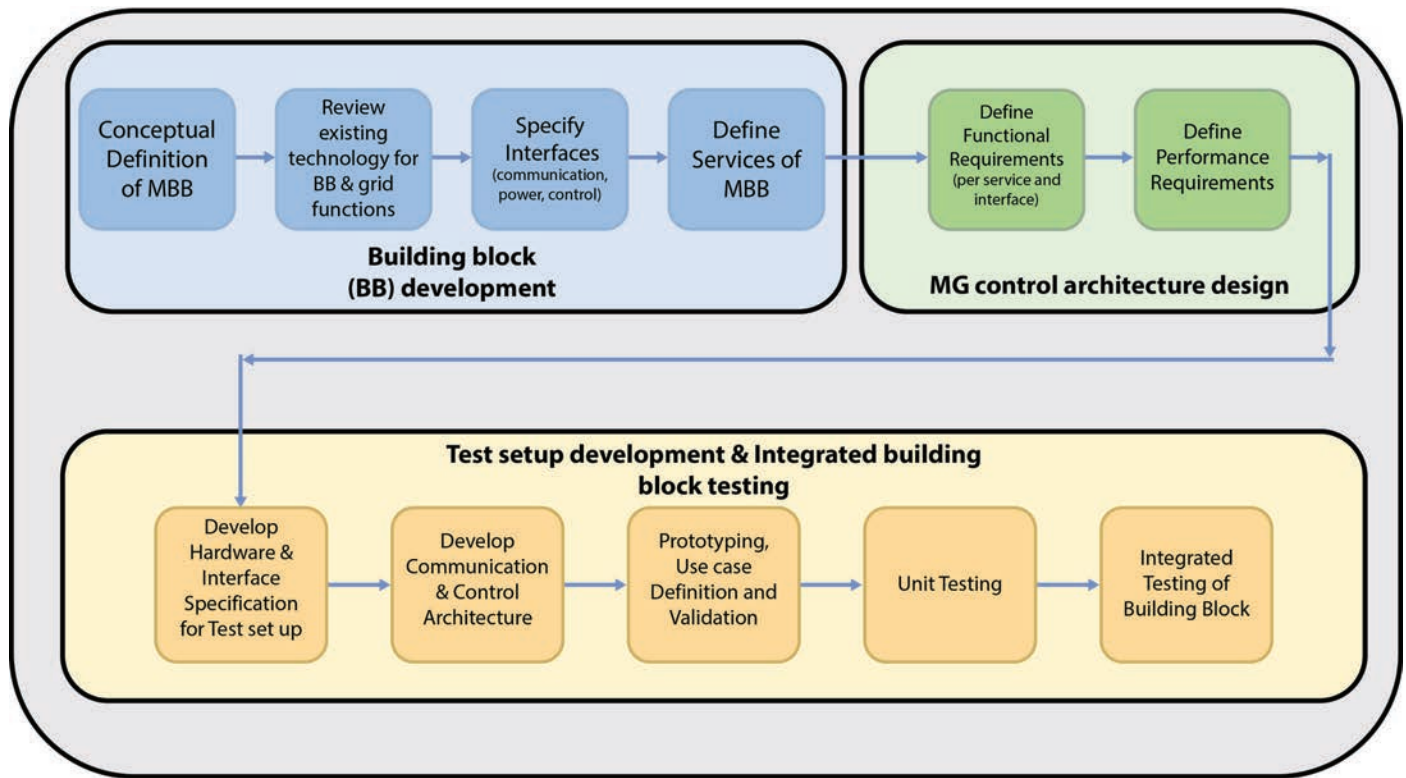 Conceptual
Definition
of MBB
Review
existing
technology for
BB & grid
functions
Specify
Interfaces
(communication,
power, control)
Define
Services of
MBB
Building block
(BB) development
Define
Functional
Requirements
(per service and
interface)
Define
Performance
Requirements
MG control architecture design
Test setup development & Integrated building
block testing
Develop
Hardware &
Interface
Specification
for Test set up
Develop
Communication
& Control
Architecture
Prototyping,
Use case
Definition and
Validation
Unit Testing
Integrated
Testing of
Building Block